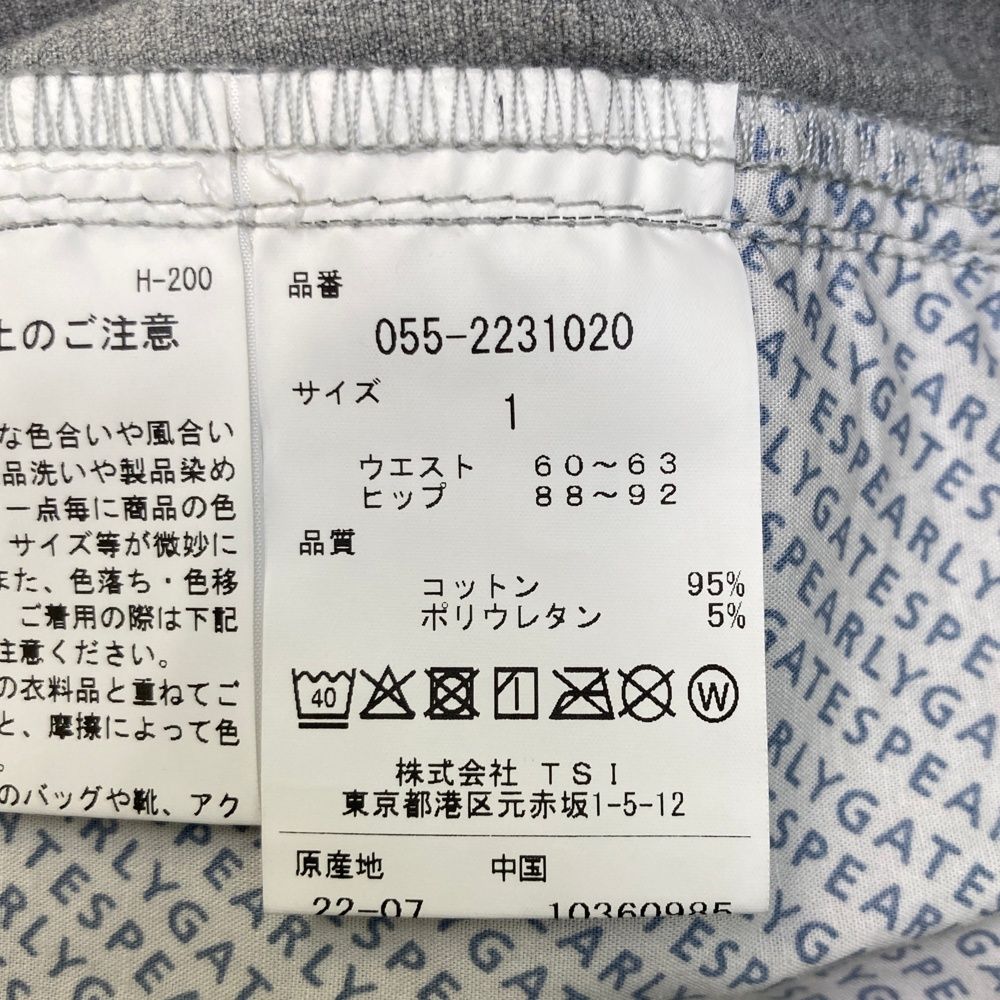 H-200
上のご注意
な色合いや風合い
品洗いや製品染め
一点毎に商品の色
サイズ等が微妙に
また、色落ち・色移
ご着用の際は下記
注意ください。
の衣料品と重ねてご
と、摩擦によって色
。
のバッグや靴、アク
品番
055-2231020
サイズ
1
ウエスト 60~63
ヒップ 88~92
品質
コットン 95%
ポリウレタン 5%
40
W
株式会社 TSI
東京都港区元赤坂1-5-12
原産地 中国
22-07 10360985
PEARLYGATES